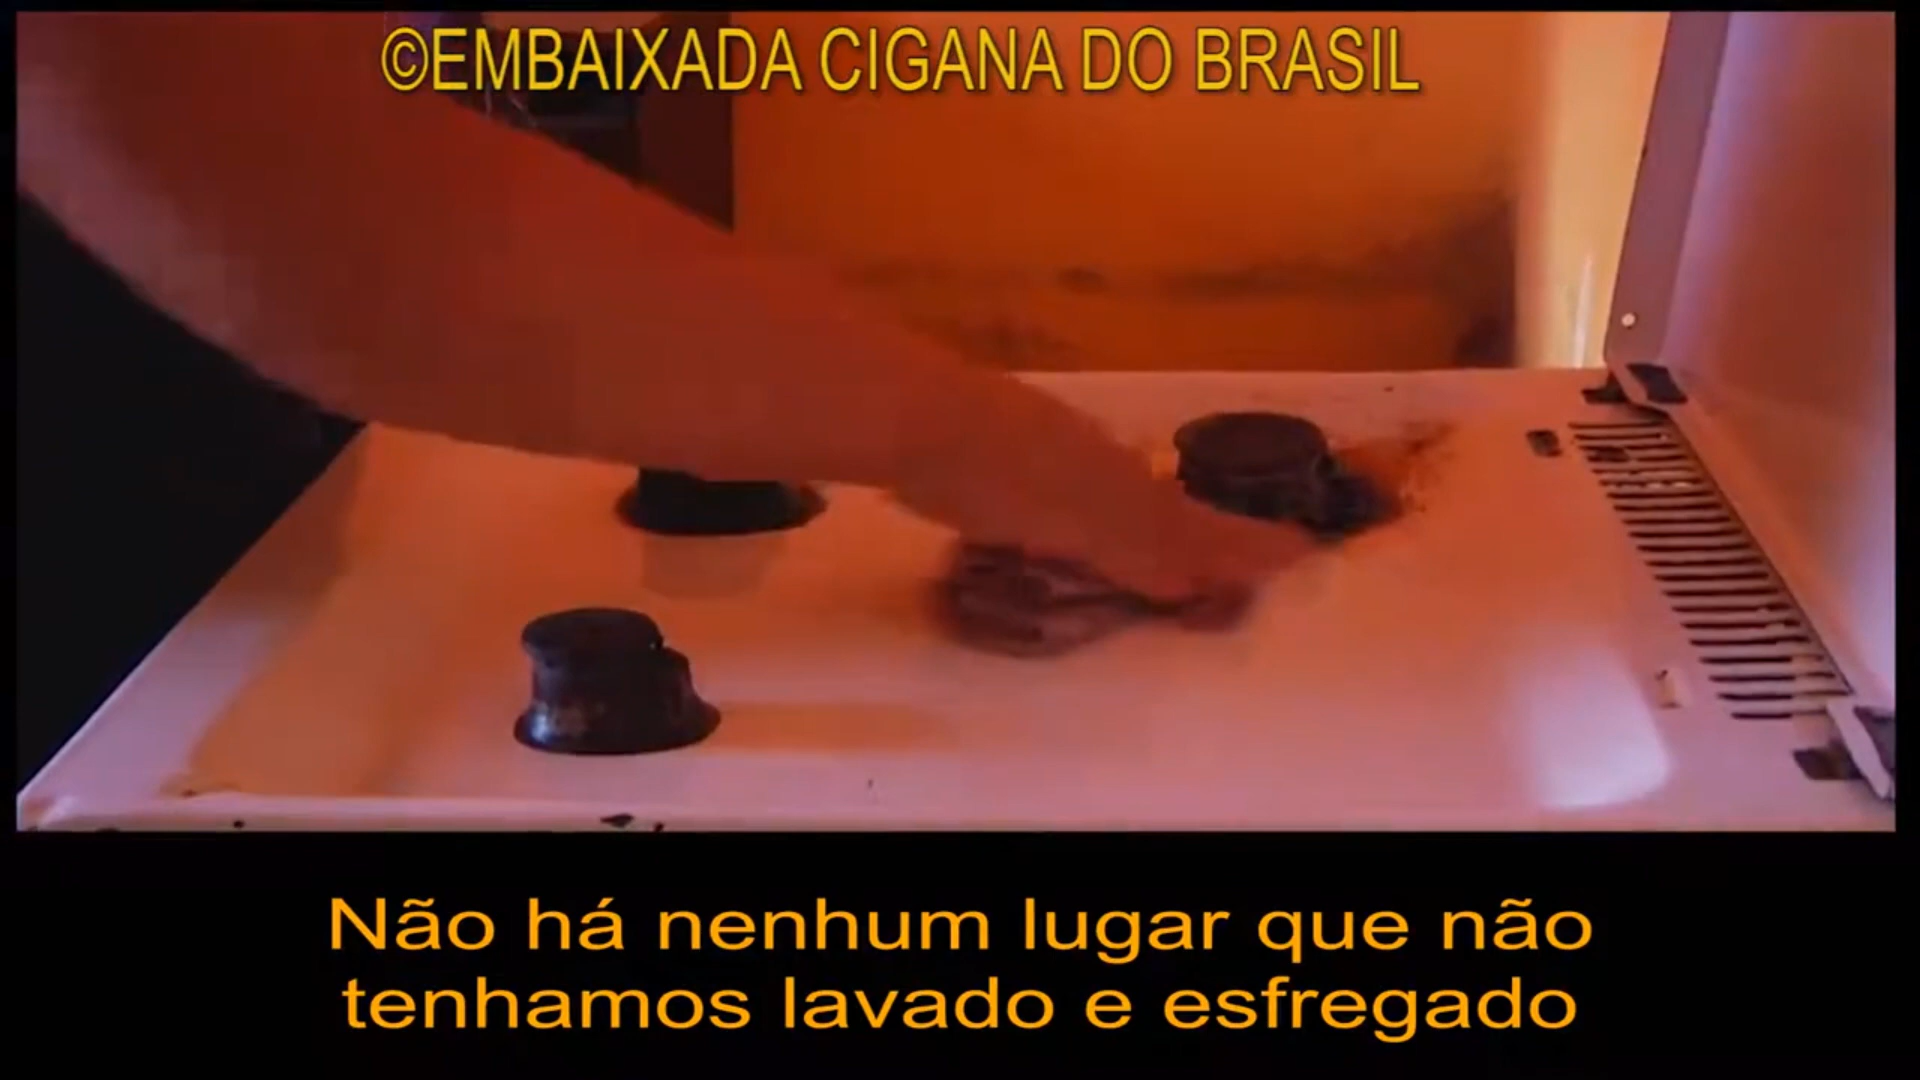 ©EMBAIXADA CIGANA DO BRASIL
Não há nenhum lugar que não
tenhamos lavado e esfregado